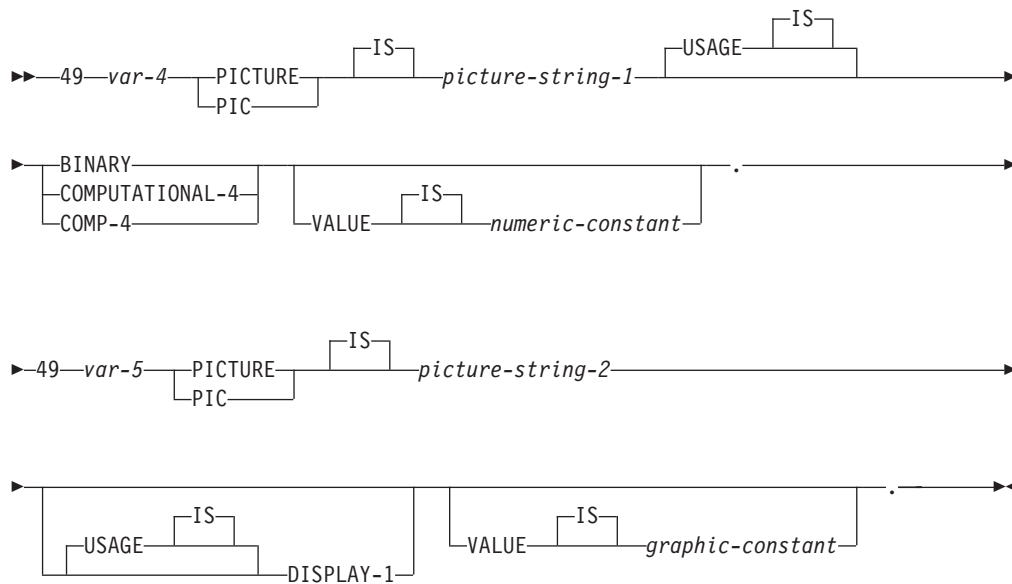 IS IS
USAGE
49 var-4 PICTURE picture-string-1
PIC
BINARY .
COMPUTATIONAL-4 IS
COMP-4 VALUE numeric-constant
IS
49 var-5 PICTURE picture-string-2
PIC
.
IS IS
USAGE VALUE graphic-constant
DISPLAY-1